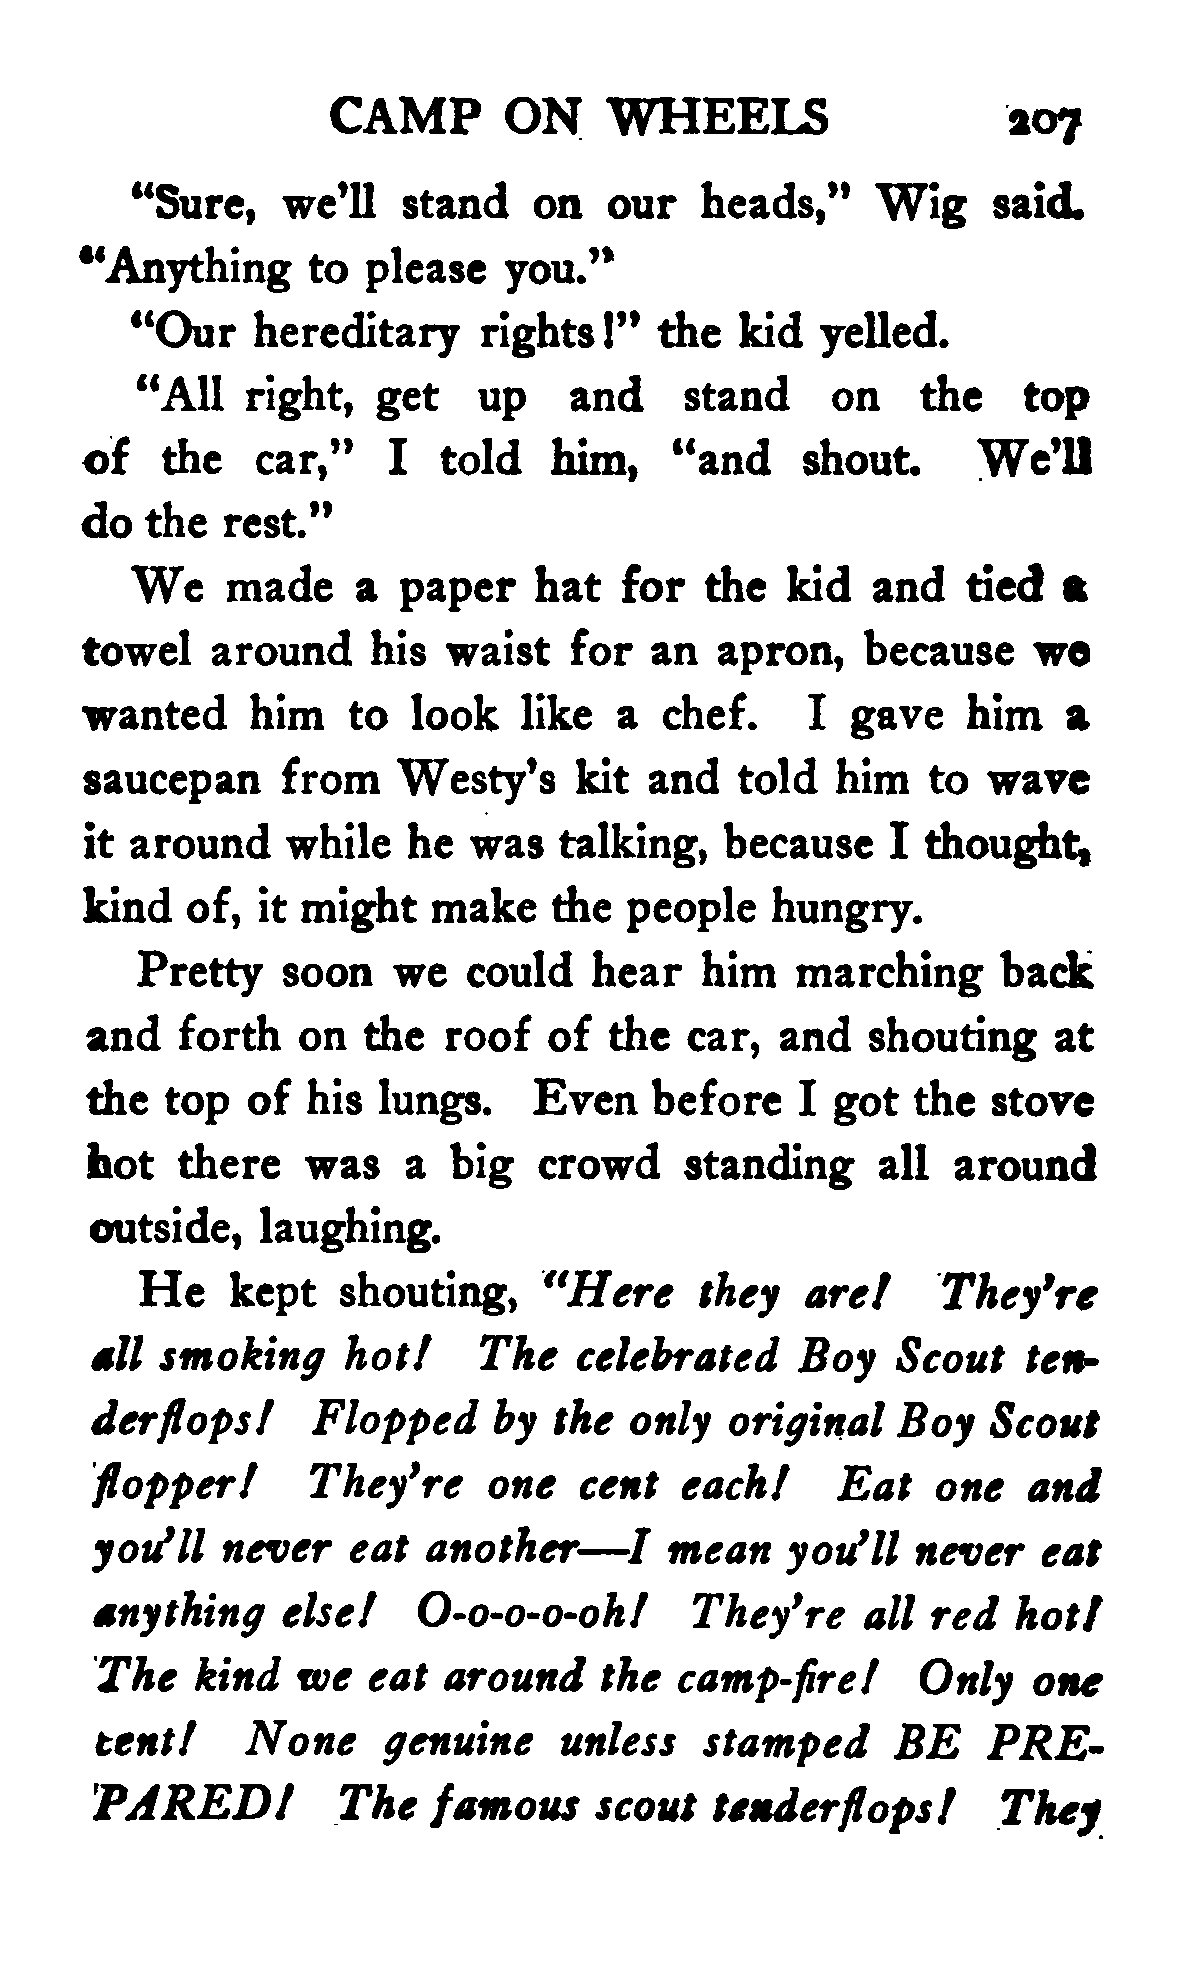 CAMP ON WHEELS 207
"Sure, we'll stand on our heads," Wig said.
"Anything to please you."
"Our hereditary rights!" the kid yelled.
"All right, get up and stand on the top
of the car," I told him, "and shout. We'll
do the rest."
We made a paper hat for the kid and tied a
towel around his waist for an apron, because we
wanted him to look like a chef. I gave him a
saucepan from Westy's kit and told him to wave
it around while he was talking, because I thought,
kind of, it might make the people hungry.
Pretty soon we could hear him marching back
and forth on the roof of the car, and shouting at
the top of his lungs. Even before I got the stove
hot there was a big crowd standing all around
outside, laughing.
He kept shouting, "Here they are! They're
all smoking hot! The celebrated Boy Scout ten-
derflops! Flopped by the only original Boy Scout
flopper! They're one cent each! Eat one and
you'll never eat another—I mean you'll never eat
anything else! O-o-o-o-oh! They're all red hot!
The kind we eat around the camp-fire! Only one
cent! None genuine unless stamped BE PRE-
PARED! The famous scout tenderflops! They